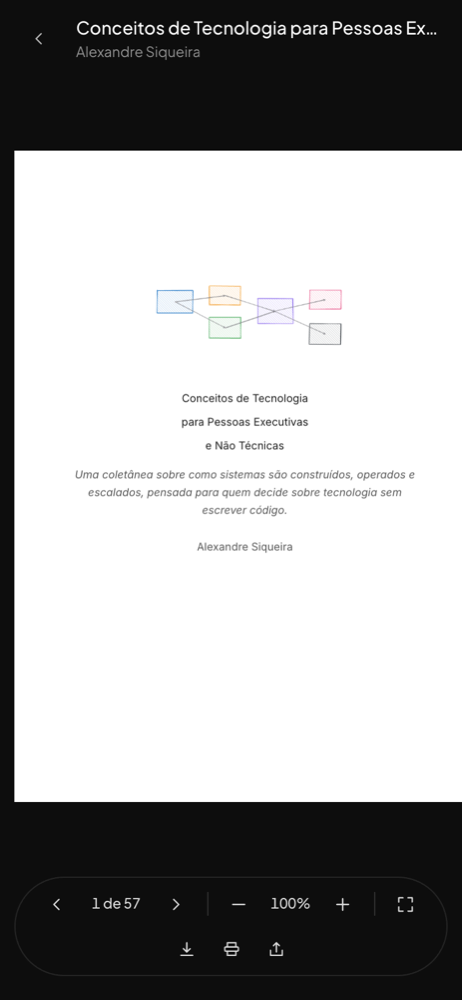 Conceitos de Tecnologia para Pessoas Ex...
Alexandre Siqueira
Conceitos de Tecnologia
para Pessoas Executivas
e Não Técnicas
Uma coletânea sobre como sistemas são construídos, operados e
escalados, pensada para quem decide sobre tecnologia sem
escrever código.
Alexandre Siqueira
1 de 57
100%